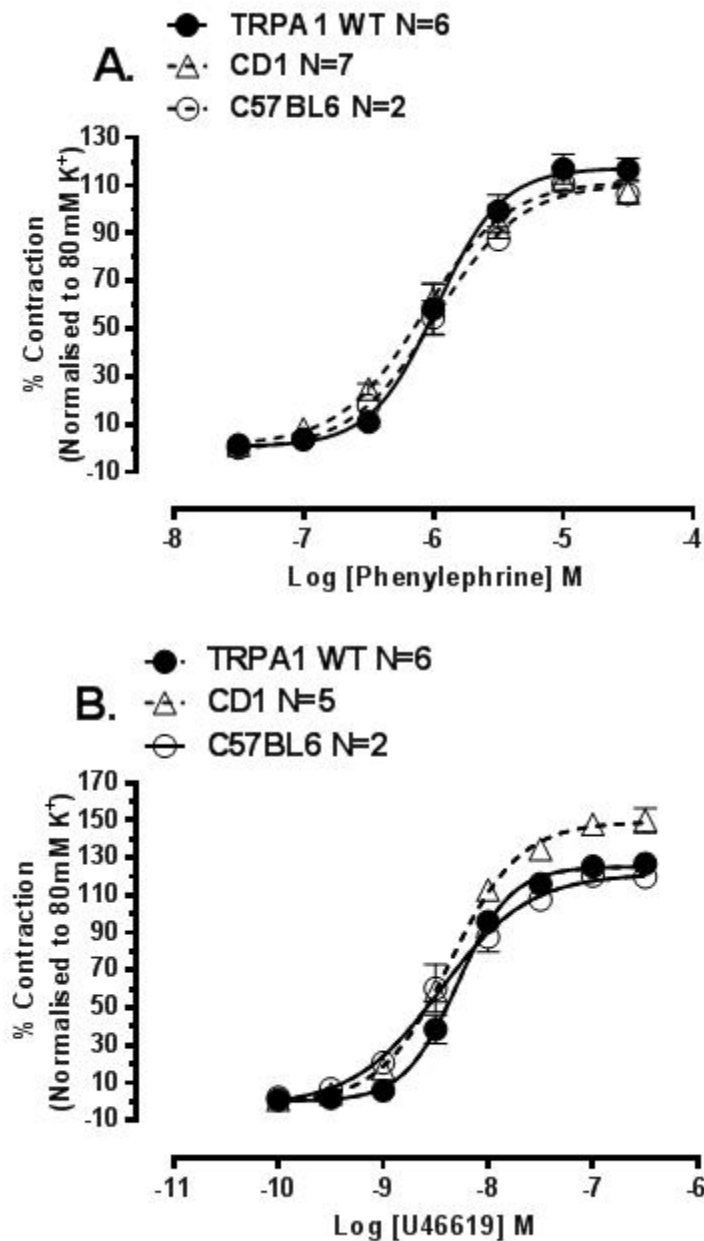 TRPA1 WT N=6
A.
CD1 N=7
C57BL6 N=2
% Contraction
(Normalised to 80mM K⁺)
130
110
90
70
50
30
10
-10
-8
-7
-6
-5
-4
Log [Phenylephrine] M
TRPA1 WT N=6
B.
CD1 N=5
C57BL6 N=2
% Contraction
(Normalised to 80mM K⁺)
170
150
130
110
90
70
50
30
10
-10
-11
-10
-9
-8
-7
-6
Log [U46619] M